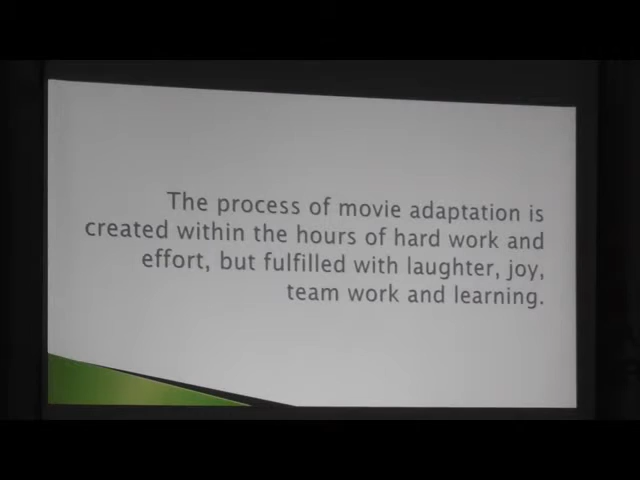 The process of movie adaptation is
created within the hours of hard work and
effort, but fulfilled with laughter, joy,
team work and learning.